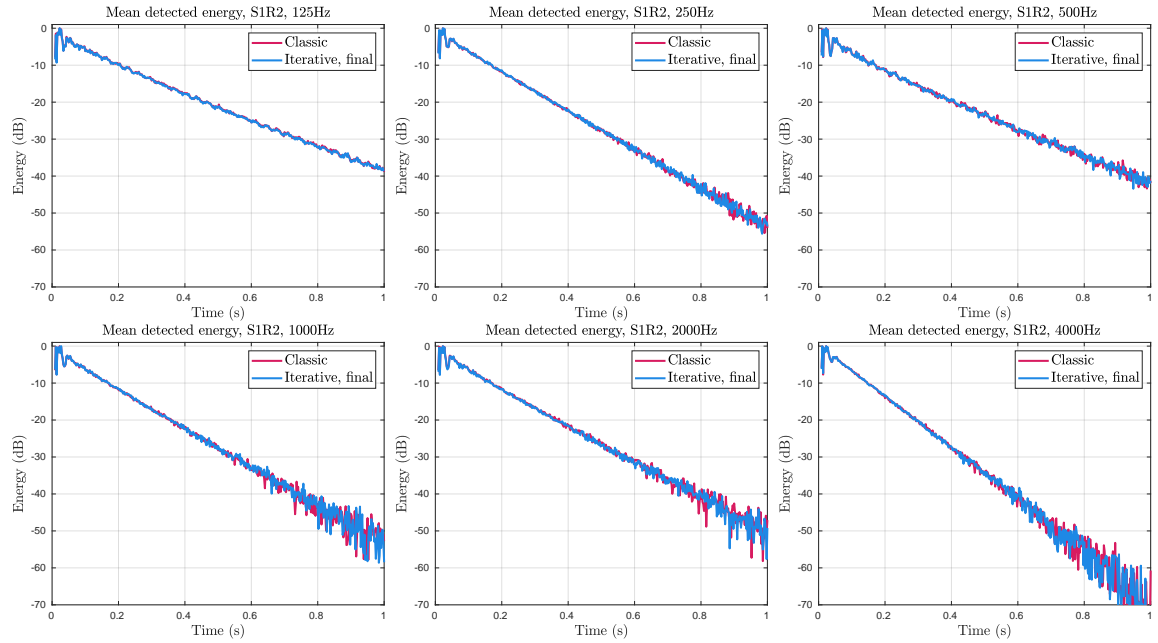 Mean detected energy, S1R2, 125Hz
Classic
Iterative, final
0
-10
-20
-30
-40
-50
-60
-70
Energy (dB)
0 0.2 0.4 0.6 0.8 1
Time (s)
Mean detected energy, S1R2, 250Hz
Classic
Iterative, final
0
-10
-20
-30
-40
-50
-60
-70
Energy (dB)
0 0.2 0.4 0.6 0.8 1
Time (s)
Mean detected energy, S1R2, 500Hz
Classic
Iterative, final
0
-10
-20
-30
-40
-50
-60
-70
Energy (dB)
0 0.2 0.4 0.6 0.8 1
Time (s)
Mean detected energy, S1R2, 1000Hz
Classic
Iterative, final
0
-10
-20
-30
-40
-50
-60
-70
Energy (dB)
0 0.2 0.4 0.6 0.8 1
Time (s)
Mean detected energy, S1R2, 2000Hz
Classic
Iterative, final
0
-10
-20
-30
-40
-50
-60
-70
Energy (dB)
0 0.2 0.4 0.6 0.8 1
Time (s)
Mean detected energy, S1R2, 4000Hz
Classic
Iterative, final
0
-10
-20
-30
-40
-50
-60
-70
Energy (dB)
0 0.2 0.4 0.6 0.8 1
Time (s)